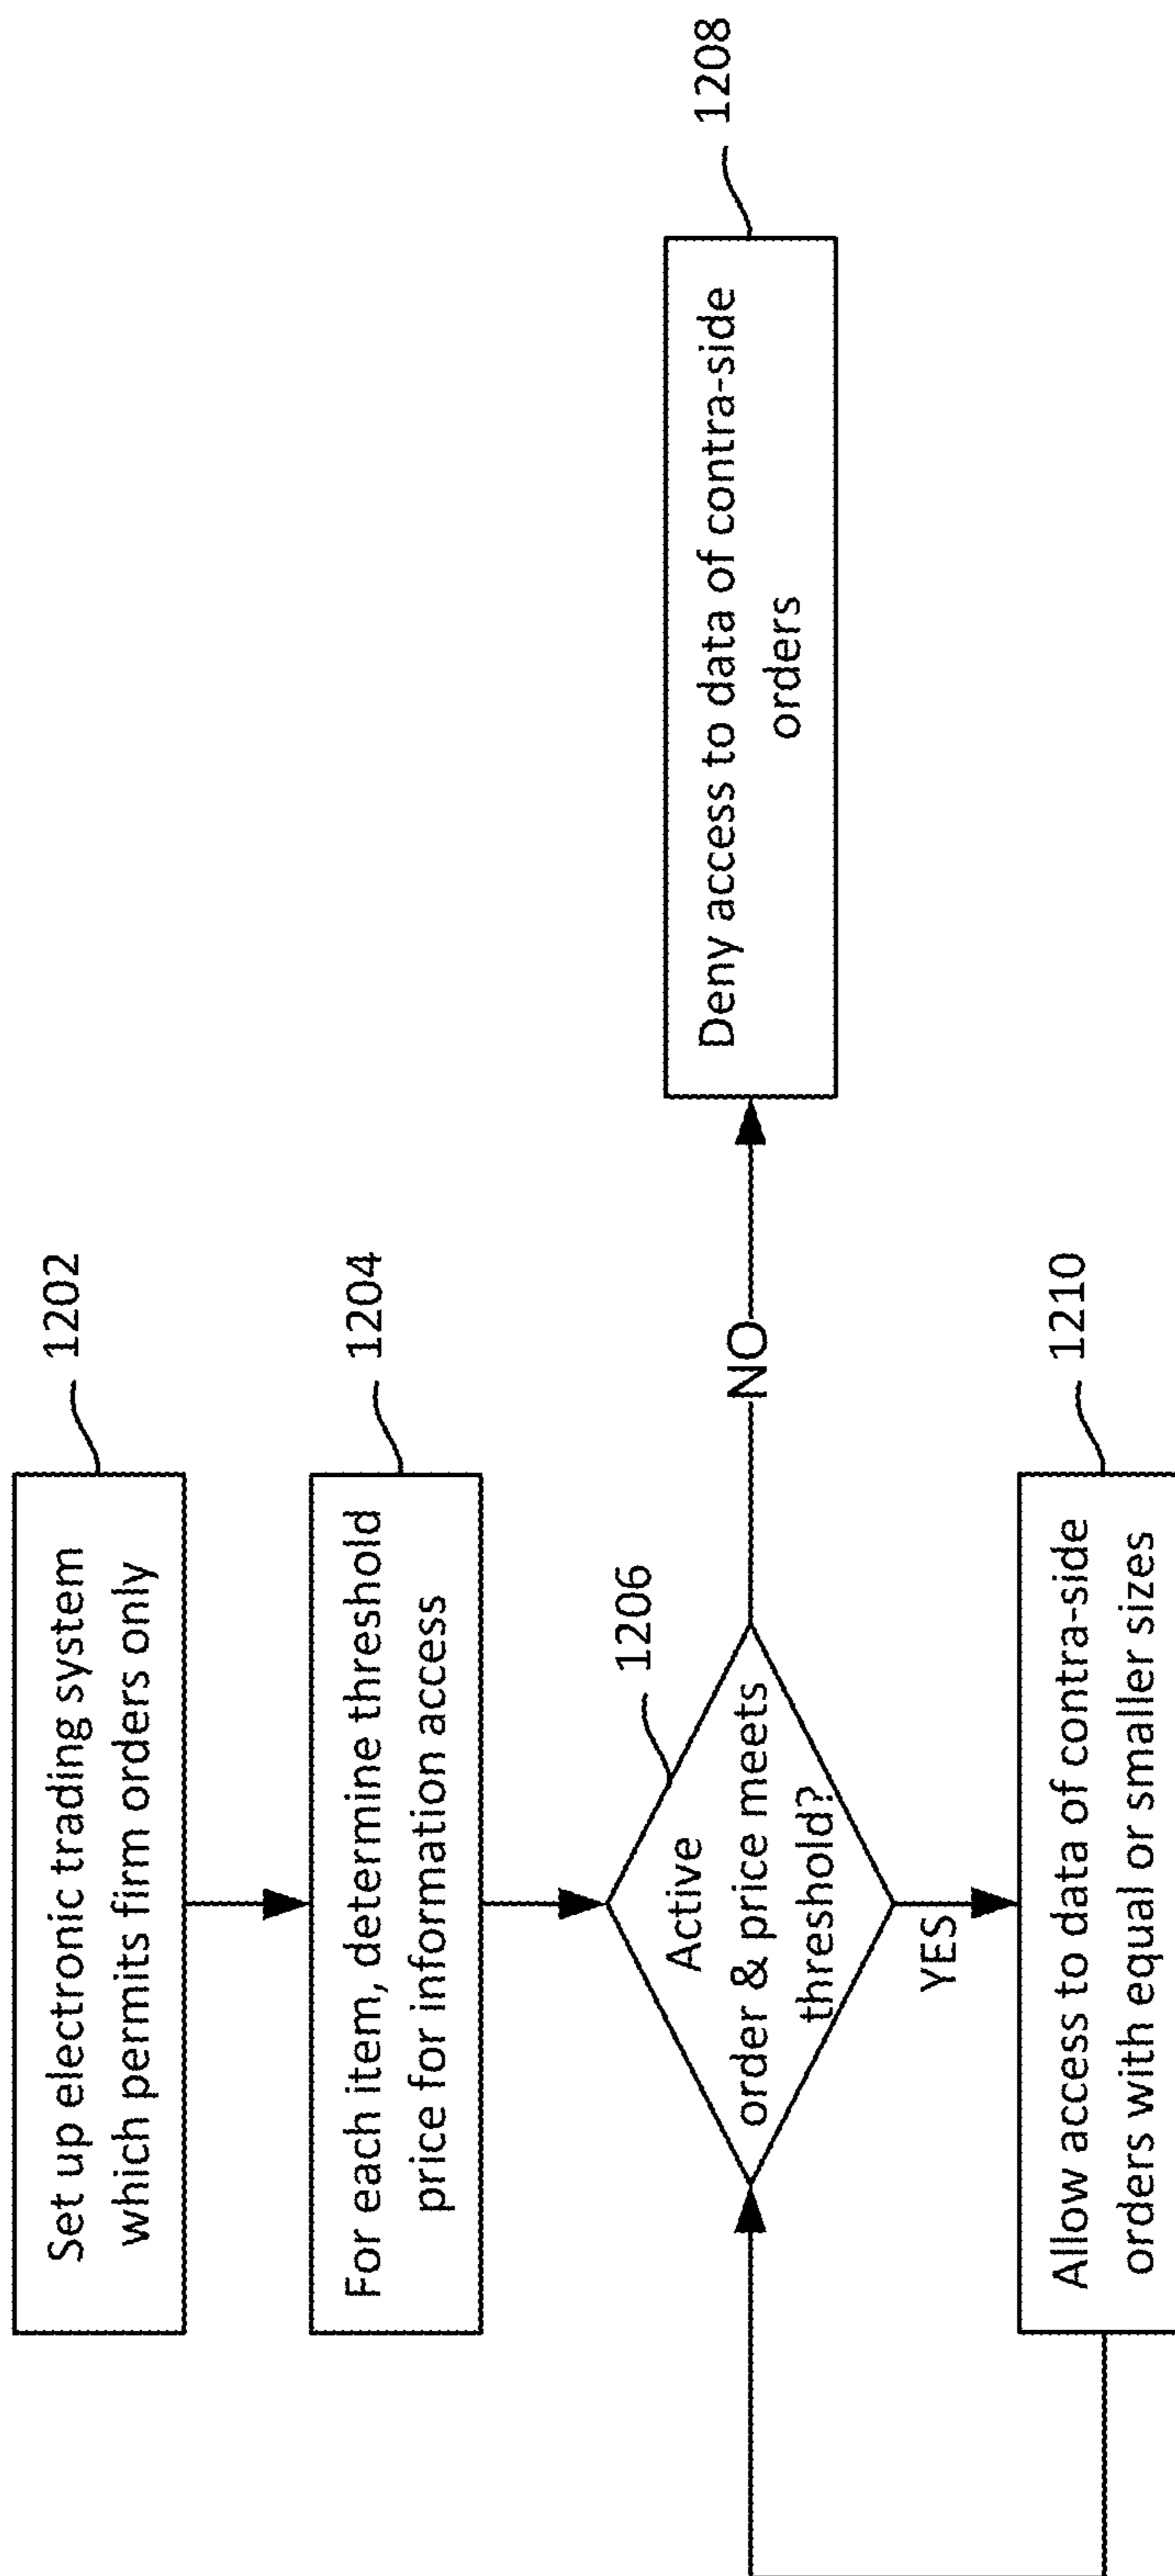 Set up electronic trading system
which permits firm orders only
1202
For each item, determine threshold
price for information access
1204
Active
order & price meets
threshold?
1206
NO
Deny access to data of contra-side
orders
1208
YES
Allow access to data of contra-side
orders with equal or smaller sizes
1210